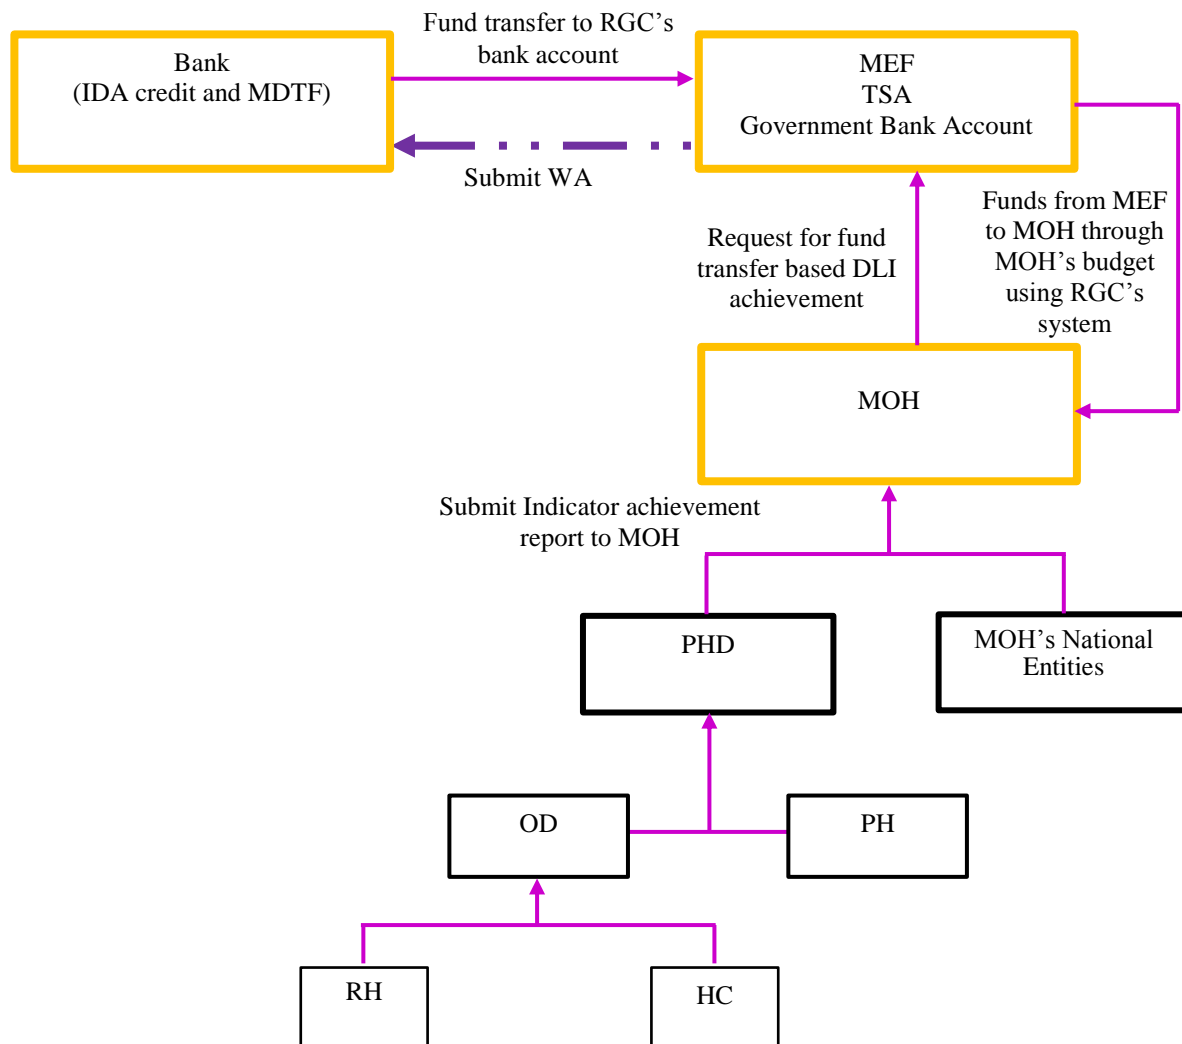 Fund transfer to RGC's
bank account
Bank
(IDA credit and MDTF)
MEF
TSA
Government Bank Account
Submit WA
Request for fund
transfer based DLI
achievement
Funds from MEF
to MOH through
MOH's budget
using RGC's
system
MOH
Submit Indicator achievement
report to MOH
PHD
MOH's National
Entities
OD
PH
RH
HC